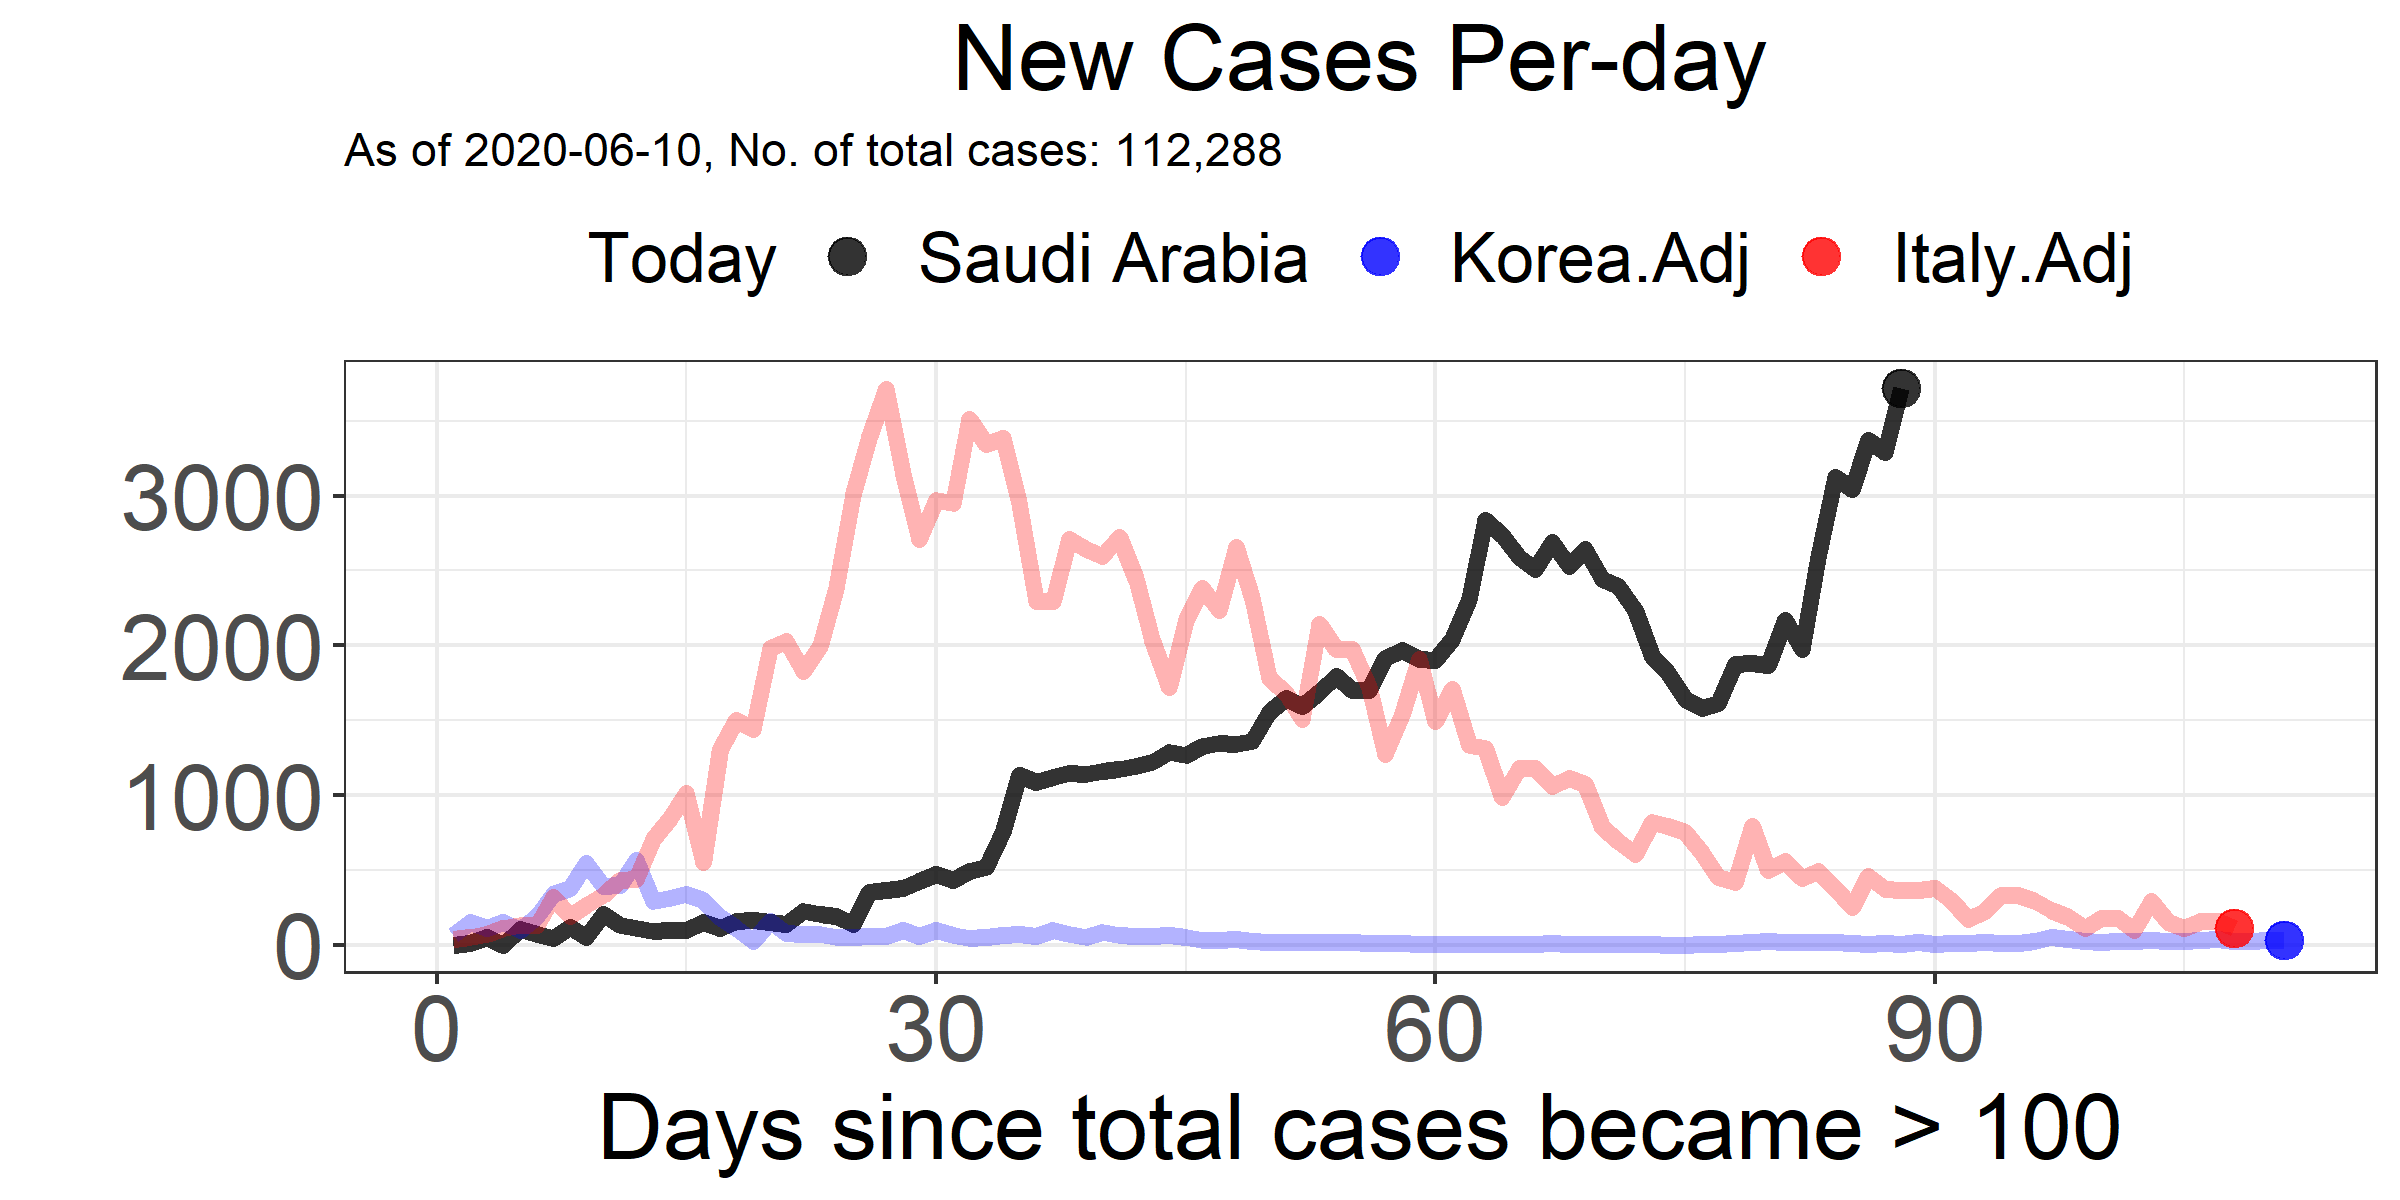 New Cases Per-day
As of 2020-06-10, No. of total cases: 112,288
Today Saudi Arabia Korea.Adj Italy.Adj
3000
2000
1000
0
0 30 60 90
Days since total cases became > 100